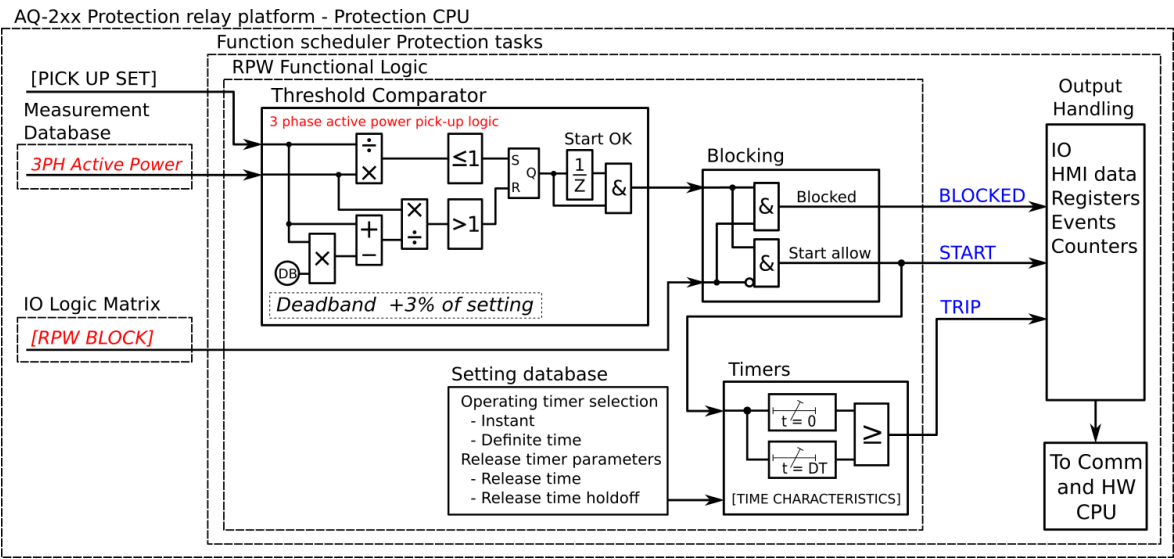 AQ-2xx Protection relay platform - Protection CPU
Function scheduler Protection tasks
RPW Functional Logic
[PICK UP SET]
Measurement
Database
3PH Active Power
Threshold Comparator
3 phase active power pick-up logic
÷
×
≤1
S
Q
R
Start OK
1
Z
&
×
÷
>1
+
−
×
DB
Deadband +3% of setting
IO Logic Matrix
[RPW BLOCK]
Blocking
&
Blocked
&
Start allow
BLOCKED
START
TRIP
Output
Handling
IO
HMI data
Registers
Events
Counters
Setting database
Operating timer selection
- Instant
- Definite time
Release timer parameters
- Release time
- Release time holdoff
Timers
t = 0
t = DT
≥
[TIME CHARACTERISTICS]
To Comm
and HW
CPU